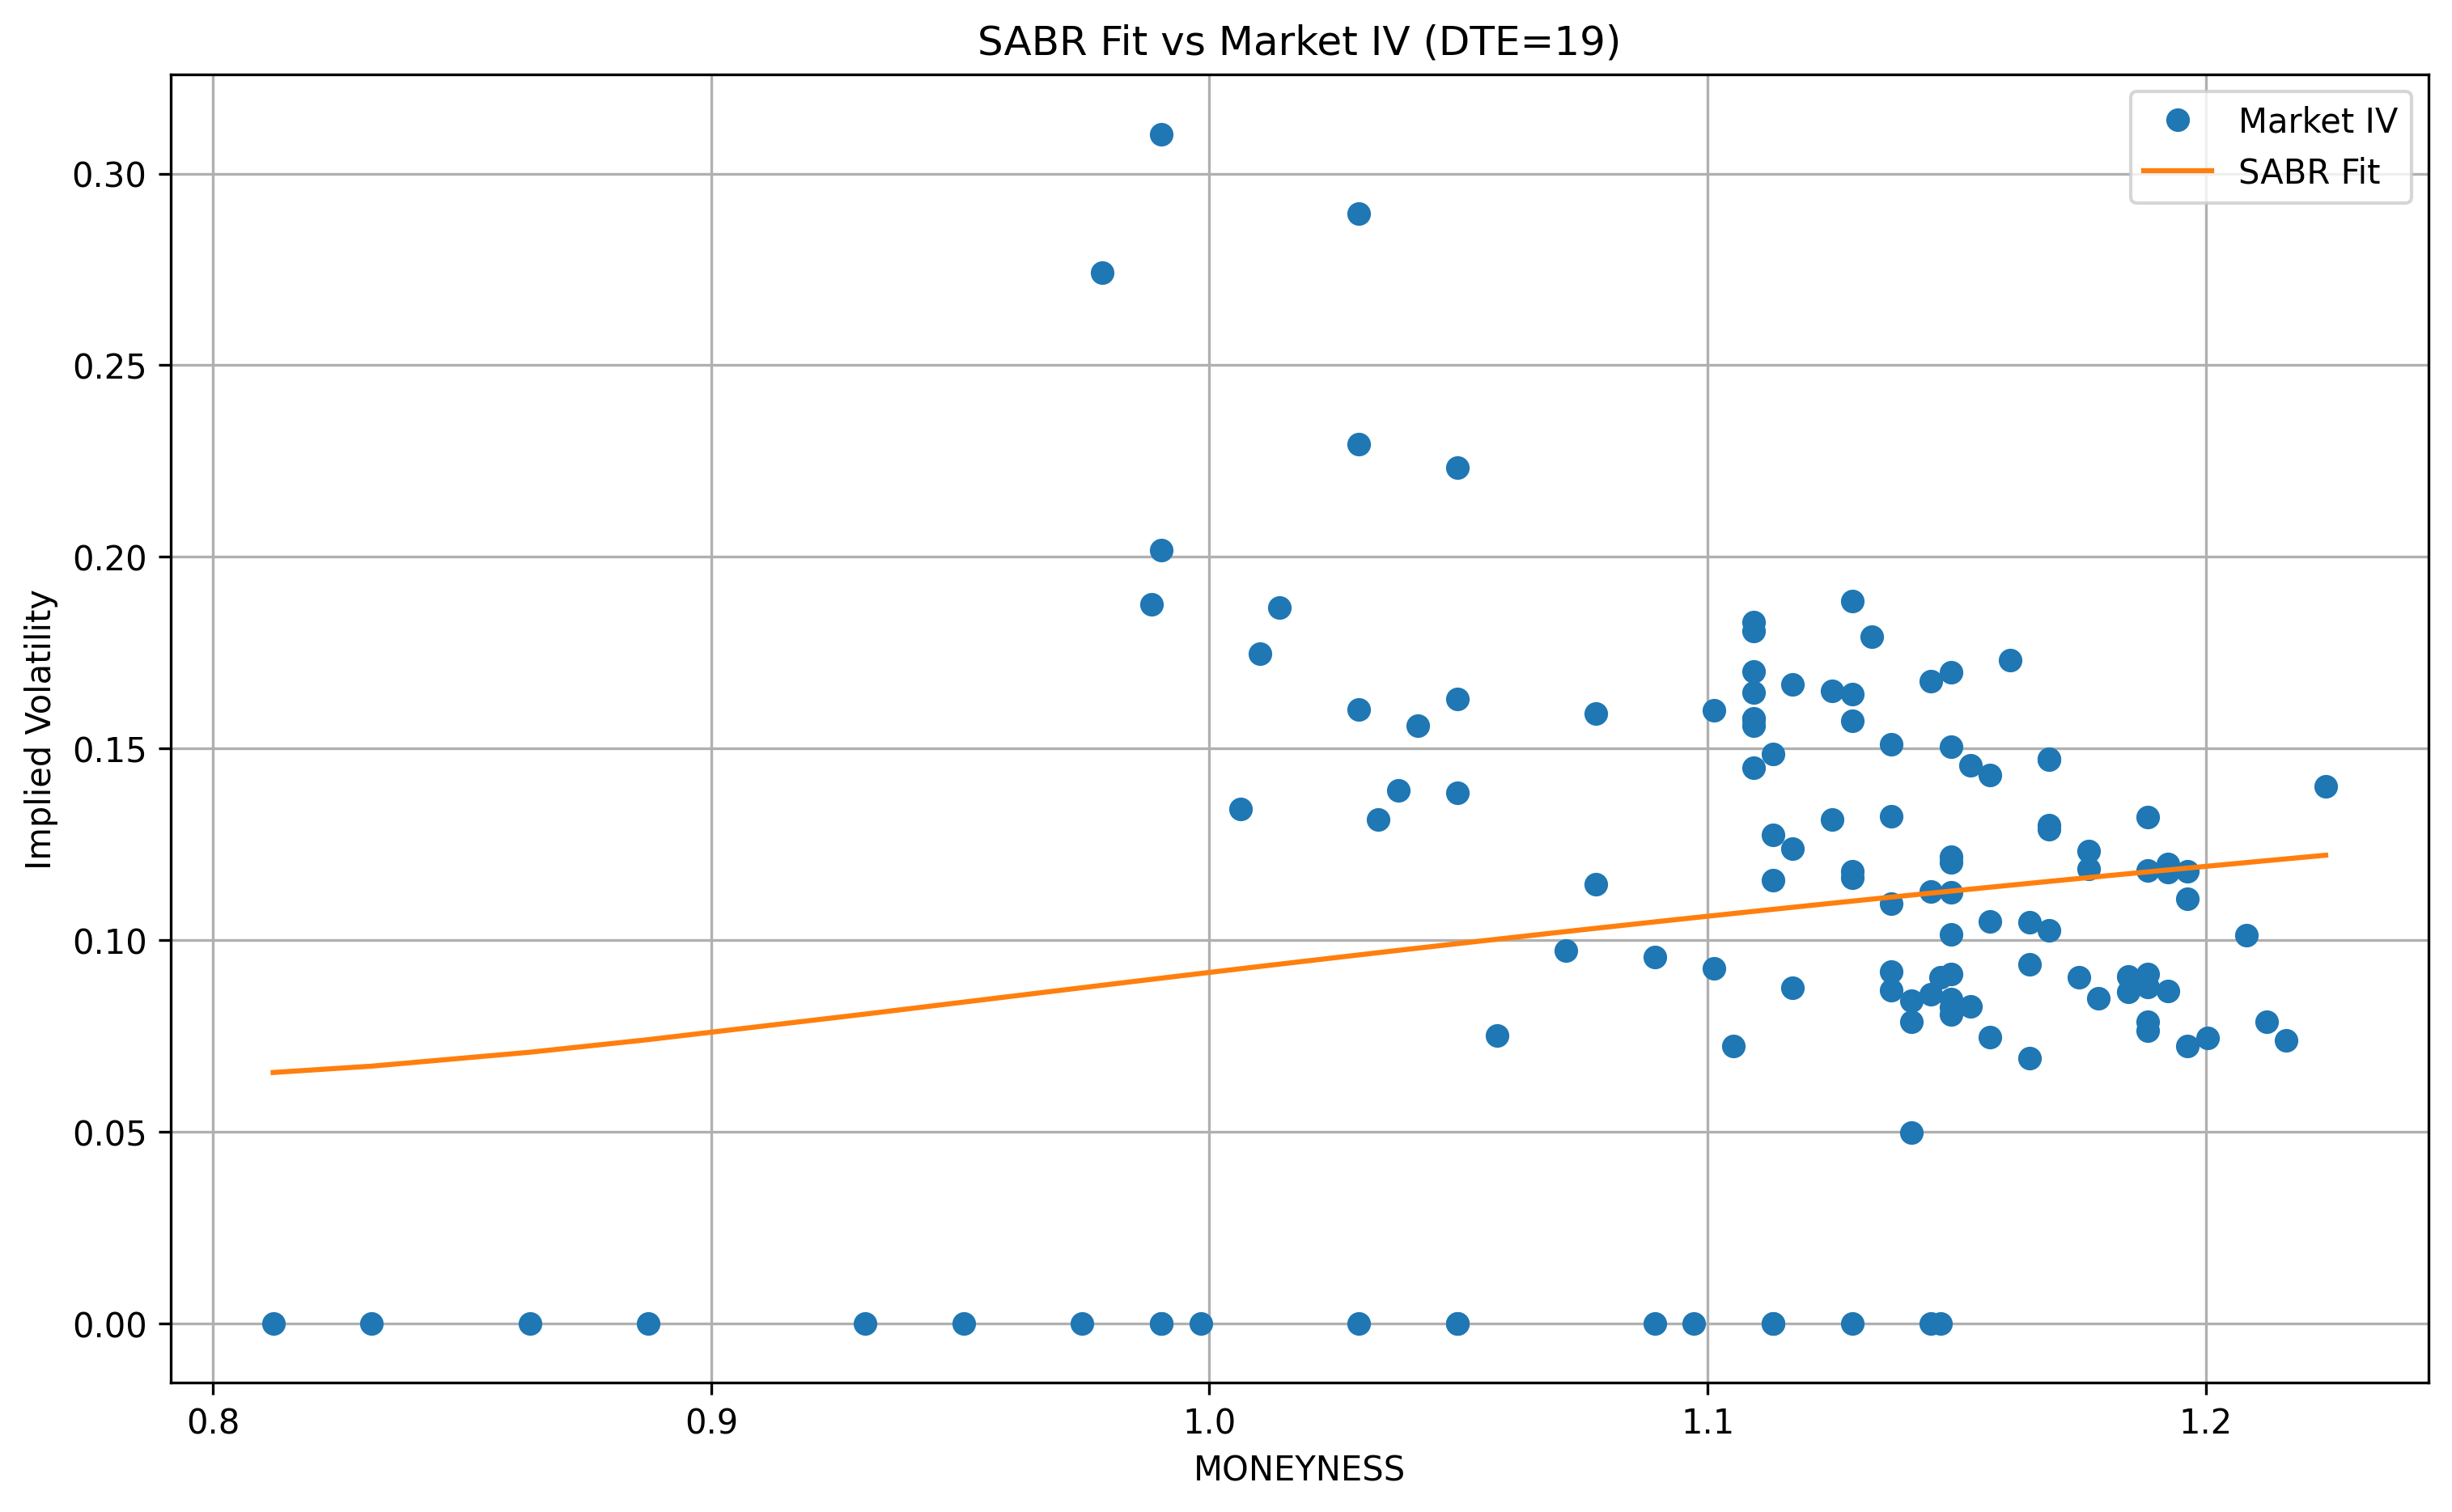 SABR Fit vs Market IV (DTE=19)
Market IV
SABR Fit
Implied Volatility
0.30
0.25
0.20
0.15
0.10
0.05
0.00
0.8
0.9
1.0
1.1
1.2
MONEYNESS